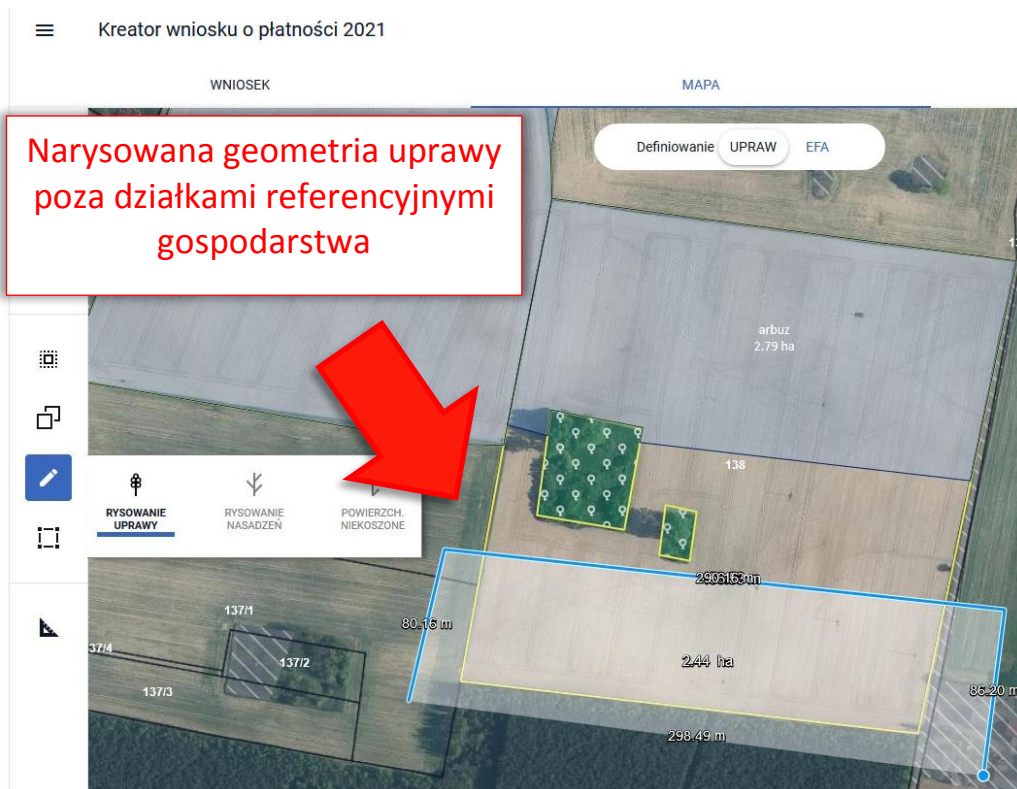 Kreator wniosku o płatności 2021
WNIOSEK
MAPA
Narysowana geometria uprawy
poza działkami referencyjnymi
gospodarstwa
Definiowanie UPRAW EFA
arbuz
2.79 ha
138
RYSOWANIE
UPRAWY
RYSOWANIE
NASADZEŃ
POWIERZCH.
NIEKOSZONE
137/1
80.16 m
37/4
137/2
2.44 ha
137/3
86.20 m
298.49 m